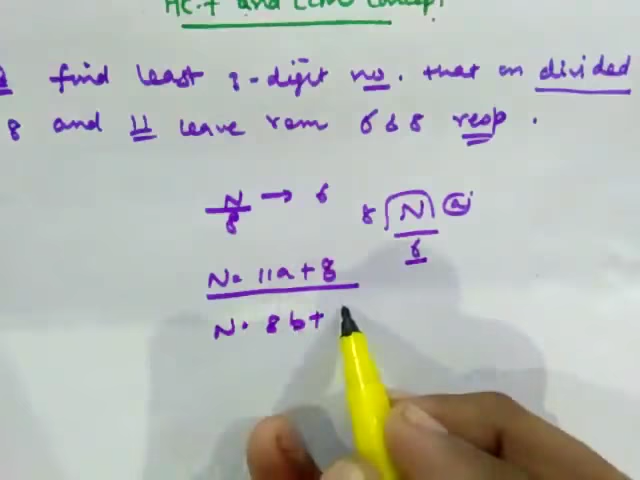 HC.F and LCM concept
Q find least 3-digit no. that on divided
8 and 11 leave rem 6 & 8 resp.
N/8 → 6
8 N a
6
N= 11a+8
N= 8b+